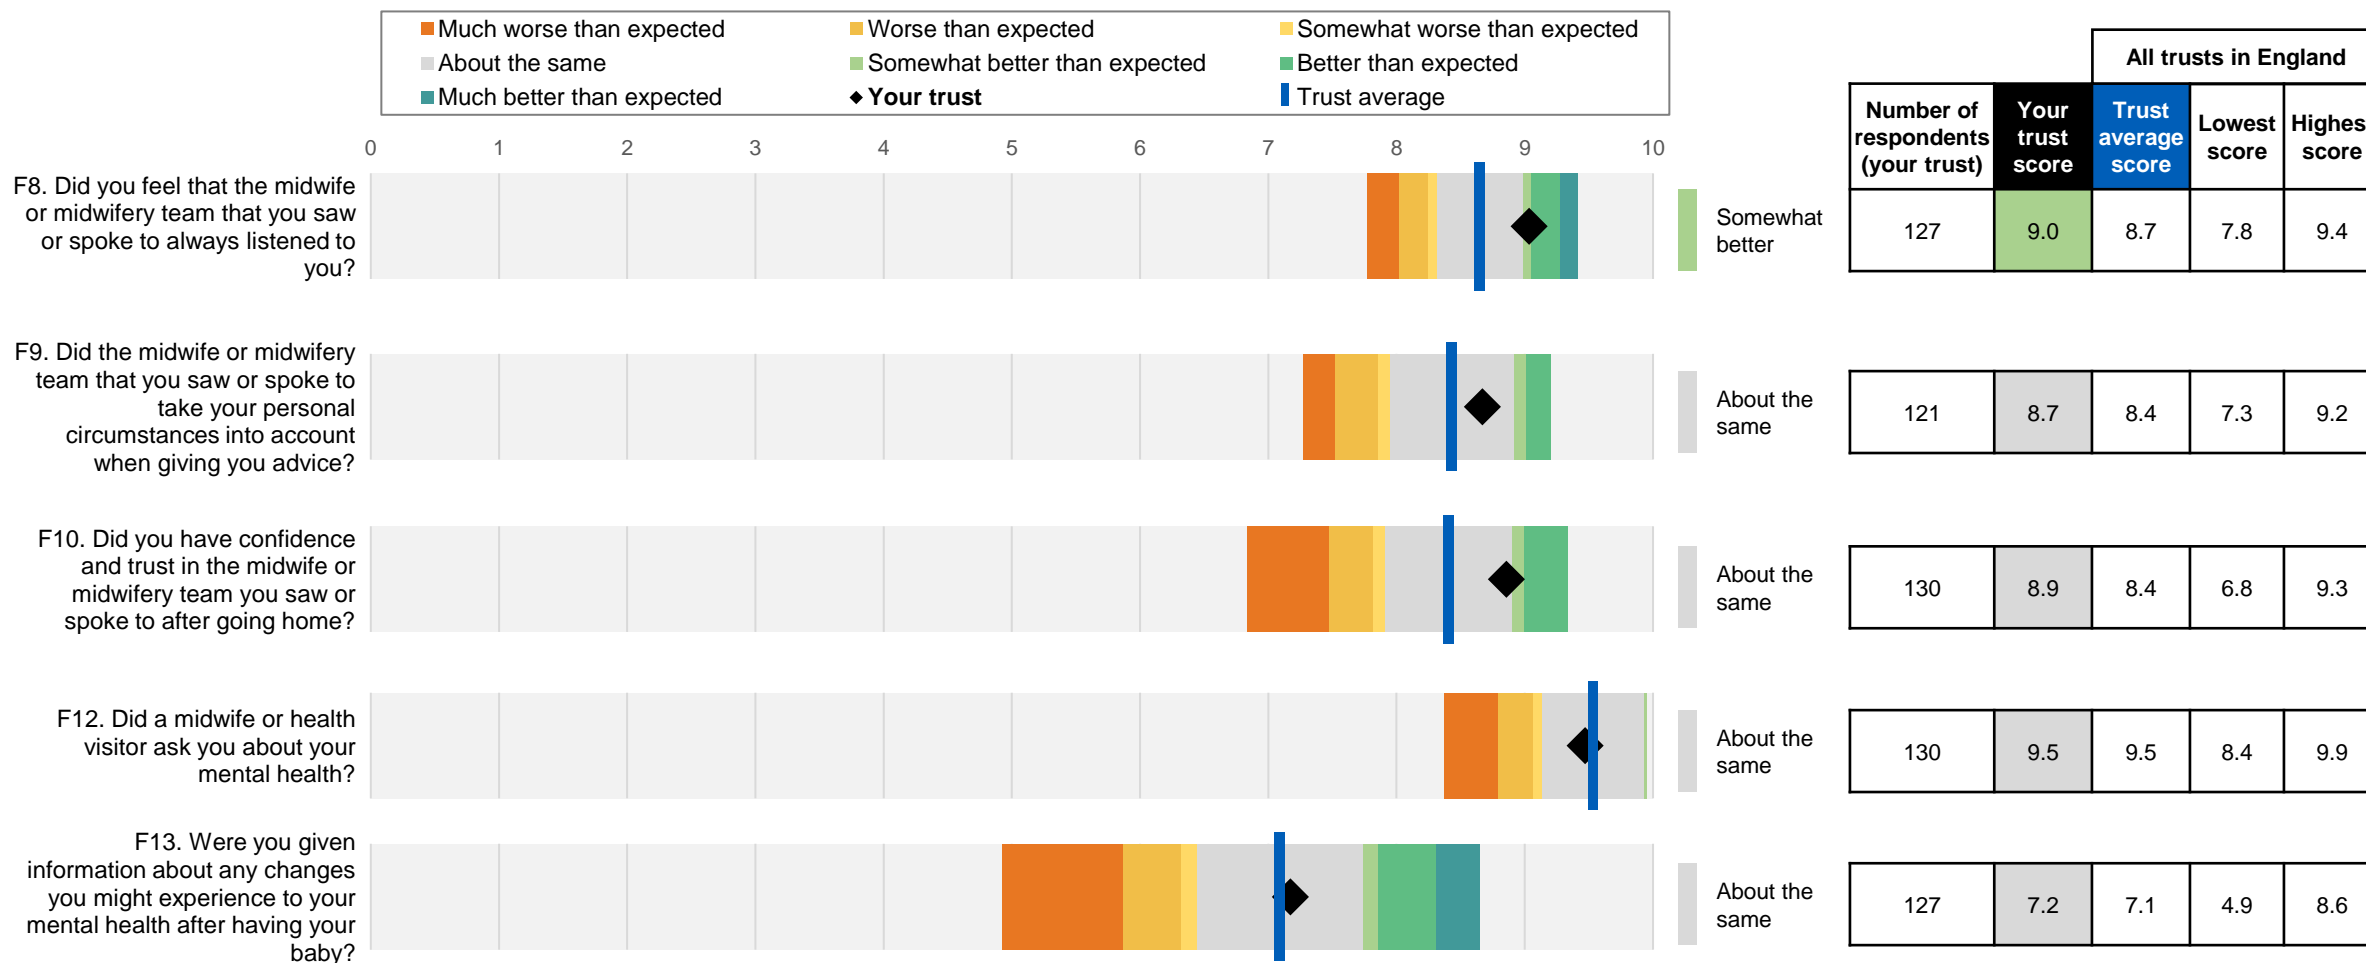 Much worse than expected
Worse than expected
Somewhat worse than expected
About the same
Somewhat better than expected
Better than expected
Much better than expected
Your trust
Trust average
All trusts in England
Number of respondents (your trust)
Your trust score
Trust average score
Lowest score
Highes score
0 1 2 3 4 5 6 7 8 9 10
F8. Did you feel that the midwife
or midwifery team that you saw
or spoke to always listened to
you?
Somewhat
better
127 9.0 8.7 7.8 9.4
F9. Did the midwife or midwifery
team that you saw or spoke to
take your personal
circumstances into account
when giving you advice?
About the
same
121 8.7 8.4 7.3 9.2
F10. Did you have confidence
and trust in the midwife or
midwifery team you saw or
spoke to after going home?
About the
same
130 8.9 8.4 6.8 9.3
F12. Did a midwife or health
visitor ask you about your
mental health?
About the
same
130 9.5 9.5 8.4 9.9
F13. Were you given
information about any changes
you might experience to your
mental health after having your
baby?
About the
same
127 7.2 7.1 4.9 8.6